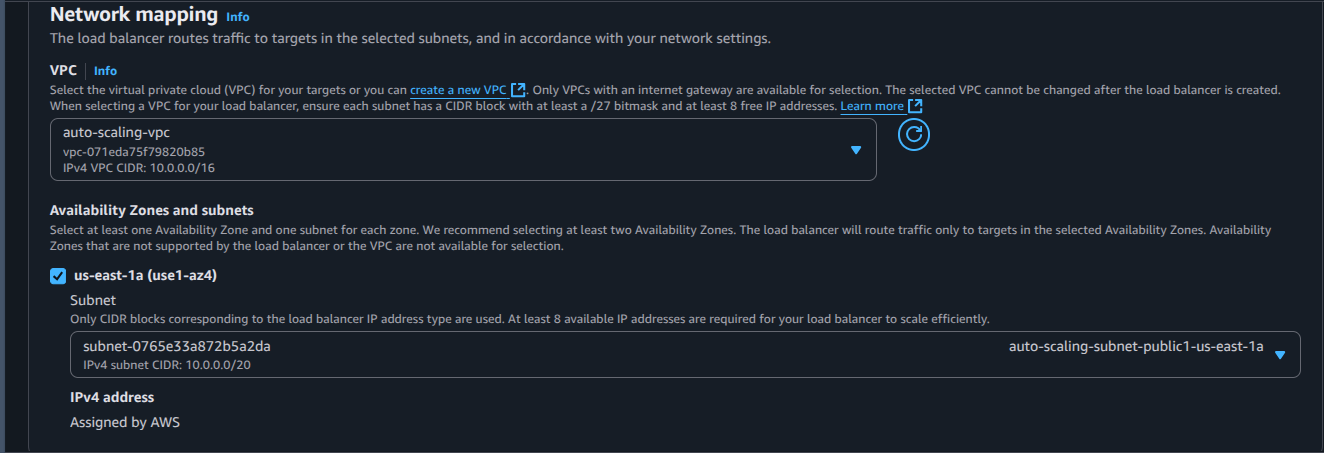 Network mapping Info
The load balancer routes traffic to targets in the selected subnets, and in accordance with your network settings.
VPC Info
Select the virtual private cloud (VPC) for your targets or you can create a new VPC. Only VPCs with an internet gateway are available for selection. The selected VPC cannot be changed after the load balancer is created.
When selecting a VPC for your load balancer, ensure each subnet has a CIDR block with at least a /27 bitmask and at least 8 free IP addresses. Learn more
auto-scaling-vpc
vpc-071eda75f79820b85
IPv4 VPC CIDR: 10.0.0.0/16
Availability Zones and subnets
Select at least one Availability Zone and one subnet for each zone. We recommend selecting at least two Availability Zones. The load balancer will route traffic only to targets in the selected Availability Zones. Availability
Zones that are not supported by the load balancer or the VPC are not available for selection.
us-east-1a (use1-az4)
Subnet
Only CIDR blocks corresponding to the load balancer IP address type are used. At least 8 available IP addresses are required for your load balancer to scale efficiently.
subnet-0765e33a872b5a2da auto-scaling-subnet-public1-us-east-1a
IPv4 subnet CIDR: 10.0.0.0/20
IPv4 address
Assigned by AWS